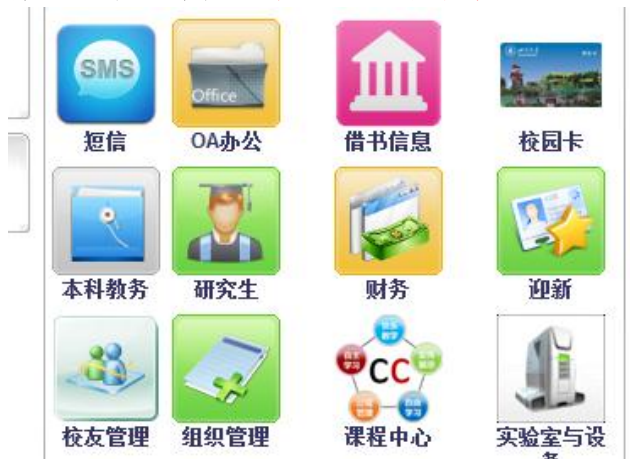 SMS
Office
短信 OA办公 借书信息 校园卡
本科教务 研究生 财务 迎新
CC
校友管理 组织管理 课程中心 实验室与设
备